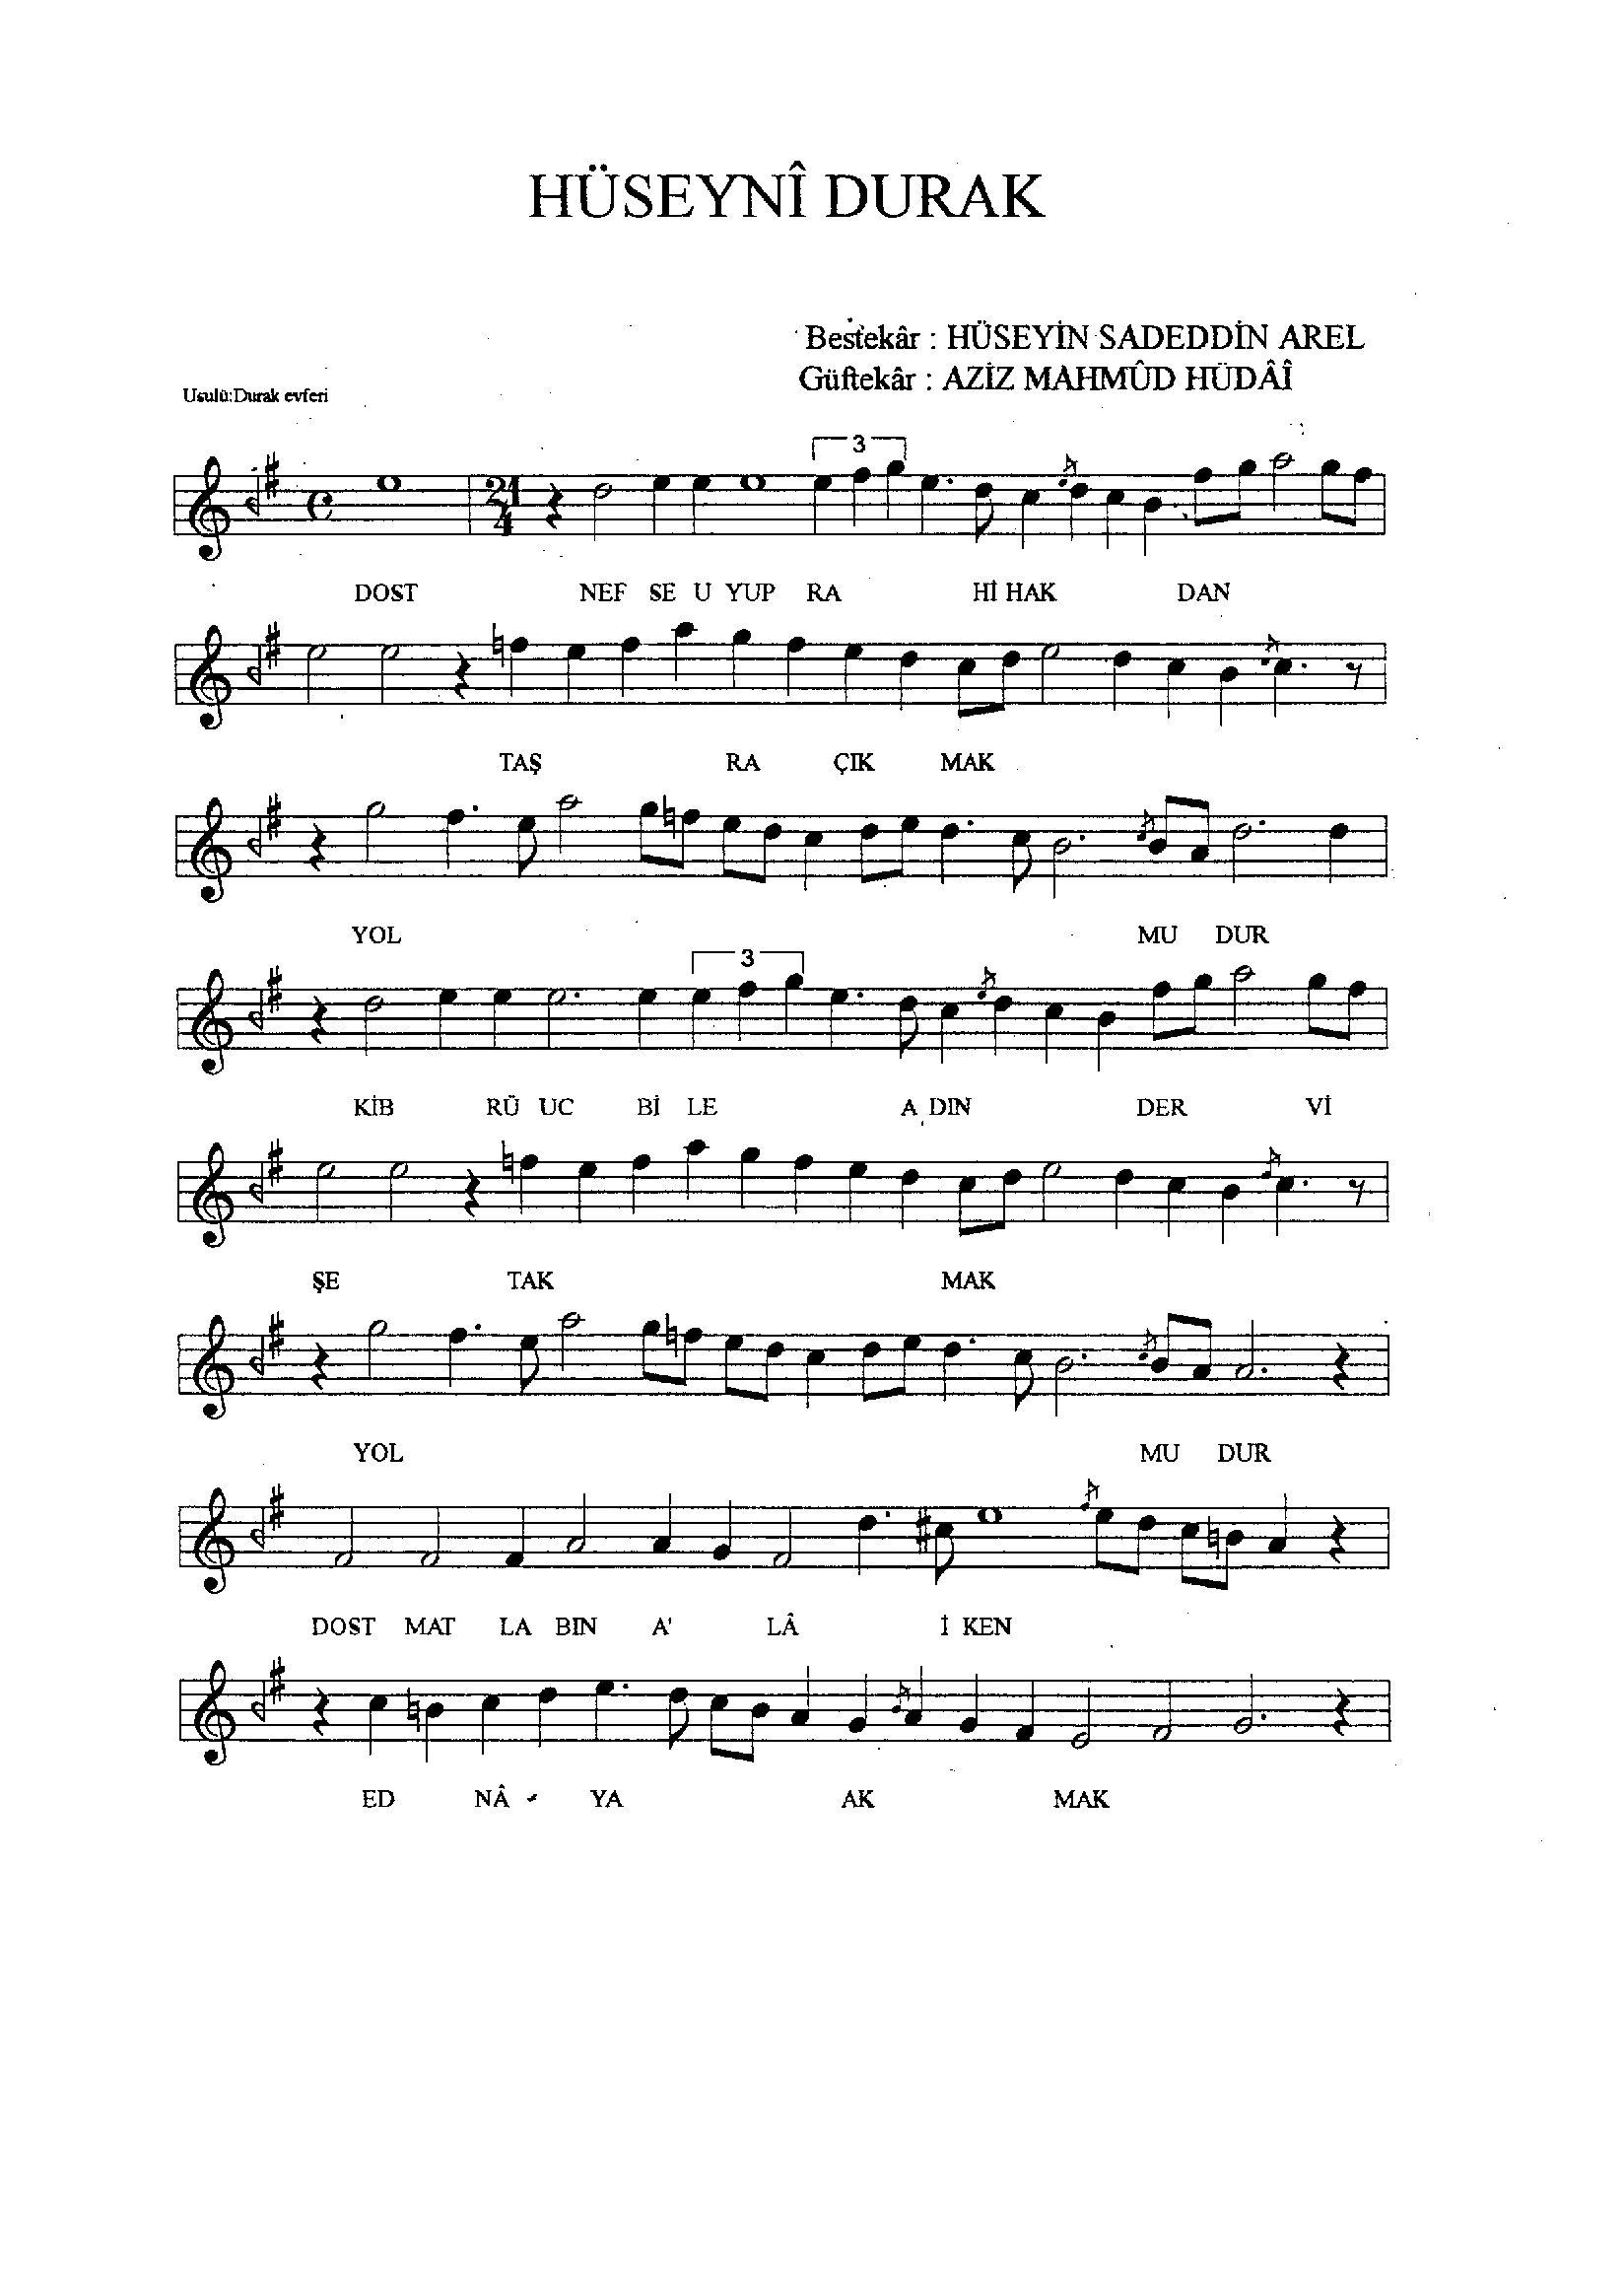 HÜSEYNÎ DURAK
Bestekâr : HÜSEYİN SADEDDİN AREL
Güftekâr : AZİZ MAHMÛD HÜDÂÎ
Usulü:Durak evferi
3
21
4
DOST NEF SE U YUP RA Hİ HAK DAN
TAŞ RA ÇIK MAK
YOL MU DUR
3
KİB RÜ UC Bİ LE A DIN DER Vİ
ŞE TAK MAK
YOL MU DUR
DOST MAT LA BIN A' LÂ İ KEN
ED NÂ - YA AK MAK